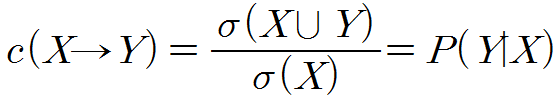 c(X→Y) = σ(X∪ Y) / σ(X) = P(Y|X)